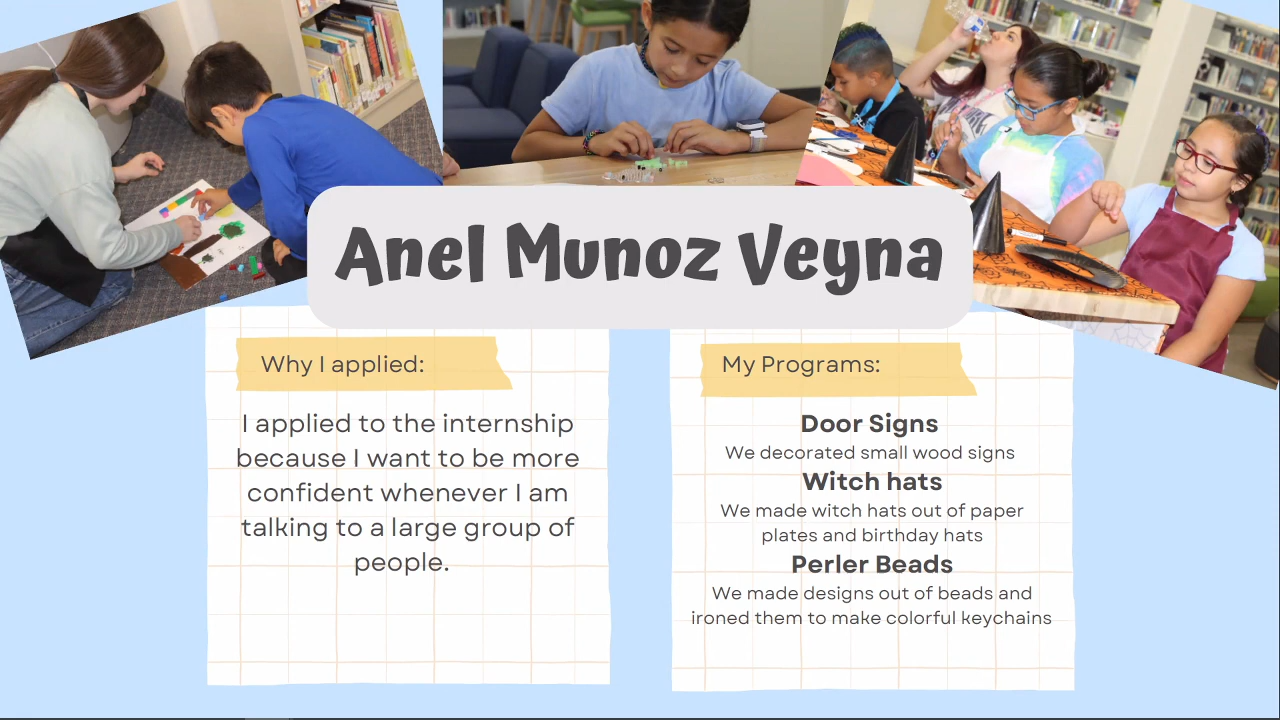 Anel Munoz Veyna
Why I applied:
I applied to the internship
because I want to be more
confident whenever I am
talking to a large group of
people.
My Programs:
Door Signs
We decorated small wood signs
Witch hats
We made witch hats out of paper
plates and birthday hats
Perler Beads
We made designs out of beads and
ironed them to make colorful keychains